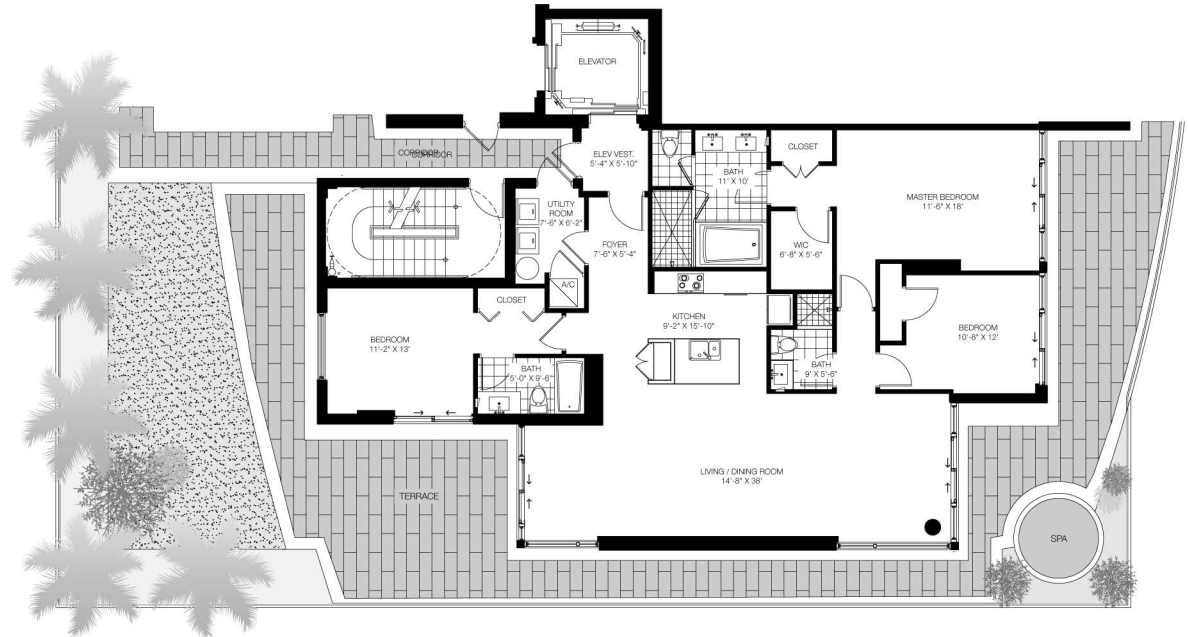 ELEVATOR
CORRIDOR
CORRIDOR
ELEV VEST.
5'-4" X 5'-10"
BATH
11' X 10'
CLOSET
MASTER BEDROOM
11'-6" X 18'
UTILITY
ROOM
7'-6" X 6'-2"
FOYER
7'-6" X 5'-4"
WIC
6'-8" X 5'-6"
A/C
CLOSET
KITCHEN
9'-2" X 15'-10"
BEDROOM
11'-2" X 13'
BEDROOM
10'-8" X 12'
BATH
5'-0" X 9'-6"
BATH
9' X 5'-6"
LIVING / DINING ROOM
14'-8" X 38'
TERRACE
SPA